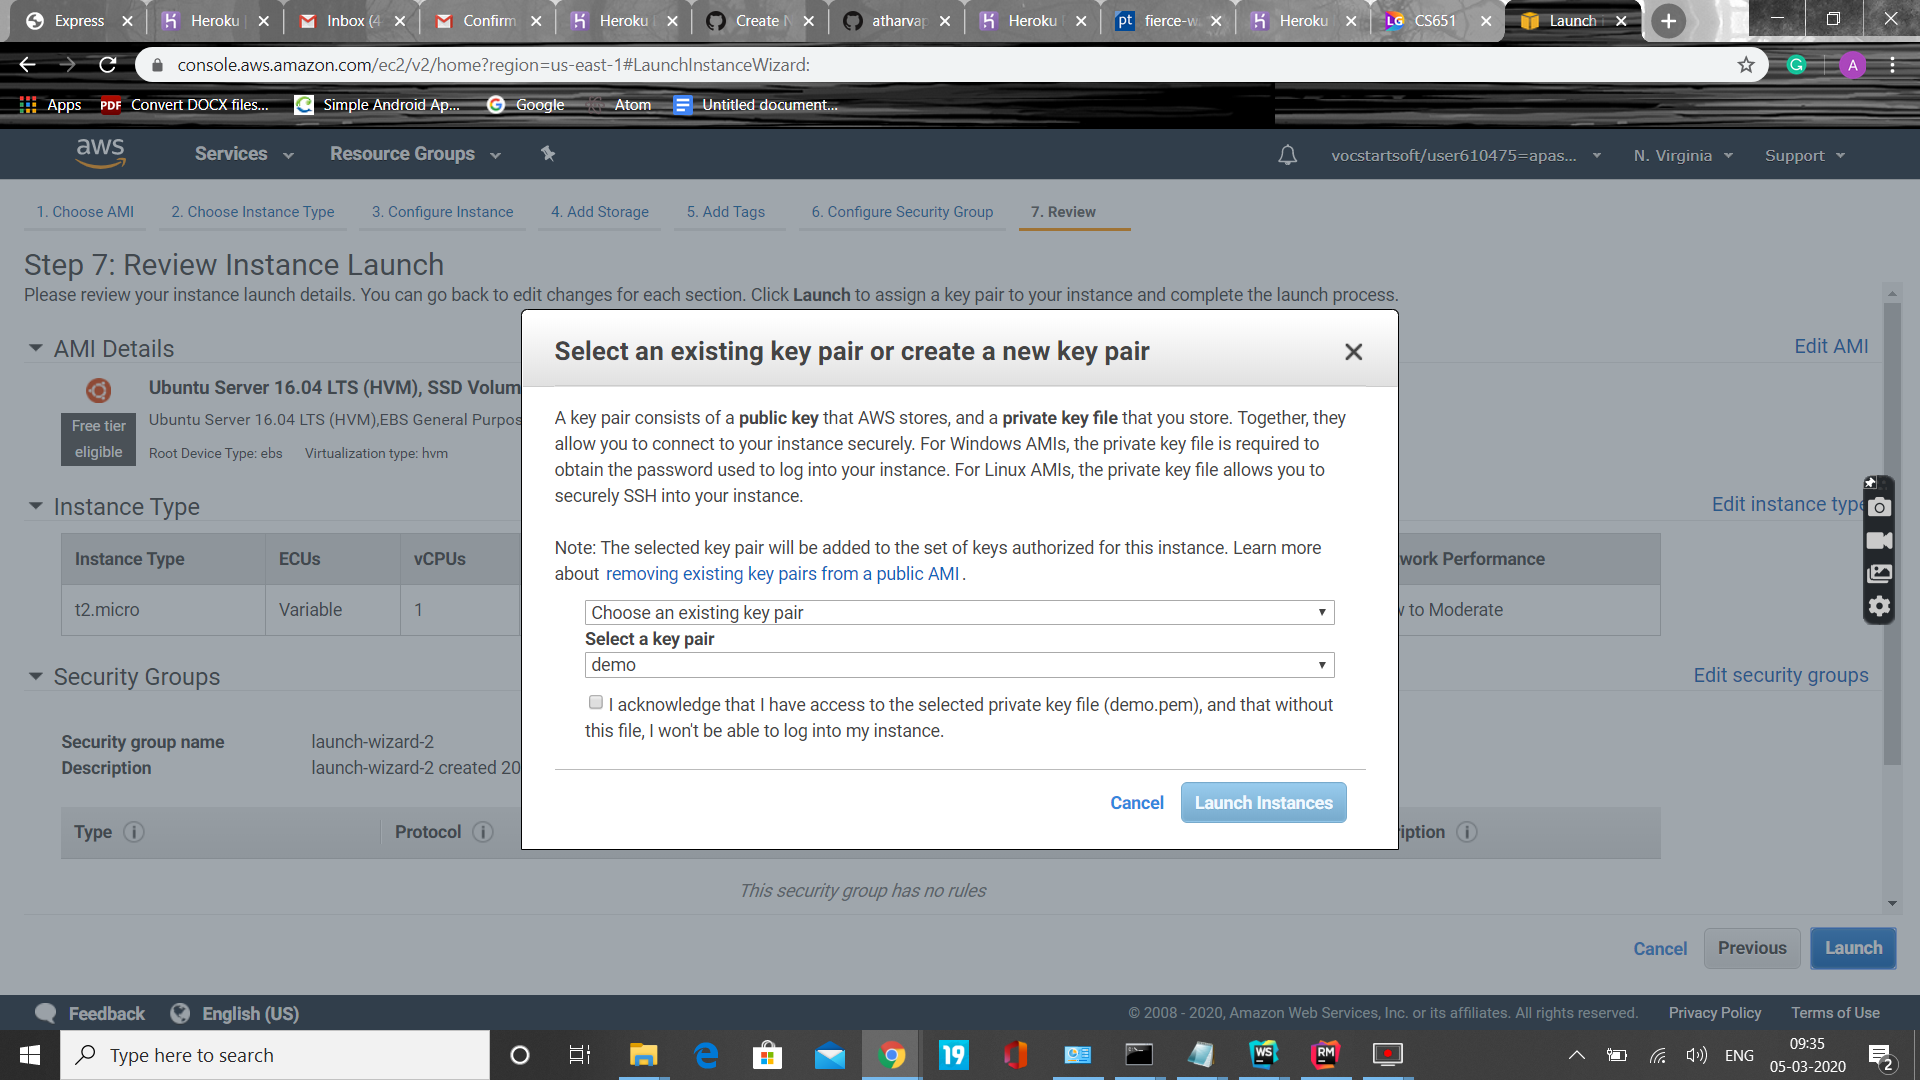 Express
Heroku
Inbox (4
Confirm
Heroku
Create N
atharvap
Heroku
fierce-w
Heroku
CS651
Launch
console.aws.amazon.com/ec2/v2/home?region=us-east-1#LaunchInstanceWizard:
Apps
PDF
Convert DOCX files...
Simple Android Ap...
Google
Atom
Untitled document...
aws
Services
Resource Groups
vocstartsoft/user610475=apas...
N. Virginia
Support
1. Choose AMI
2. Choose Instance Type
3. Configure Instance
4. Add Storage
5. Add Tags
6. Configure Security Group
7. Review
Step 7: Review Instance Launch
Please review your instance launch details. You can go back to edit changes for each section. Click Launch to assign a key pair to your instance and complete the launch process.
AMI Details
Edit AMI
Ubuntu Server 16.04 LTS (HVM), SSD Volum
Free tier
eligible
Ubuntu Server 16.04 LTS (HVM),EBS General Purpos
Root Device Type: ebs Virtualization type: hvm
Instance Type
Edit instance type
Instance Type
ECUs
vCPUs
work Performance
t2.micro
Variable
1
to Moderate
Security Groups
Edit security groups
Security group name
launch-wizard-2
Description
launch-wizard-2 created 20
Type
Protocol
iption
This security group has no rules
Select an existing key pair or create a new key pair
A key pair consists of a public key that AWS stores, and a private key file that you store. Together, they
allow you to connect to your instance securely. For Windows AMIs, the private key file is required to
obtain the password used to log into your instance. For Linux AMIs, the private key file allows you to
securely SSH into your instance.
Note: The selected key pair will be added to the set of keys authorized for this instance. Learn more
about removing existing key pairs from a public AMI.
Choose an existing key pair
Select a key pair
demo
I acknowledge that I have access to the selected private key file (demo.pem), and that without
this file, I won't be able to log into my instance.
Cancel
Launch Instances
Cancel
Previous
Launch
Feedback
English (US)
© 2008 - 2020, Amazon Web Services, Inc. or its affiliates. All rights reserved.
Privacy Policy
Terms of Use
Type here to search
19
WS
RM
ENG
09:35
05-03-2020
2